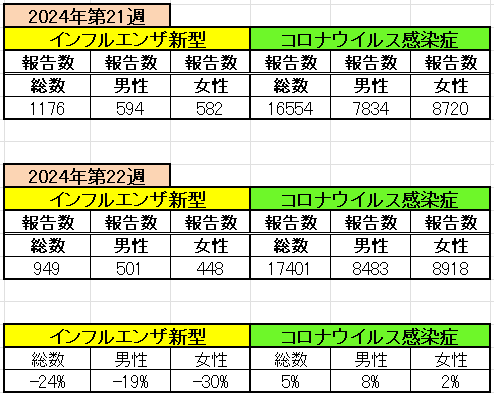 2024年第21週
インフルエンザ新型 コロナウイルス感染症
報告数 報告数 報告数 報告数 報告数 報告数
総数 男性 女性 総数 男性 女性
1176 594 582 16554 7834 8720
2024年第22週
インフルエンザ新型 コロナウイルス感染症
報告数 報告数 報告数 報告数 報告数 報告数
総数 男性 女性 総数 男性 女性
949 501 448 17401 8483 8918
インフルエンザ新型 コロナウイルス感染症
総数 男性 女性 総数 男性 女性
-24% -19% -30% 5% 8% 2%